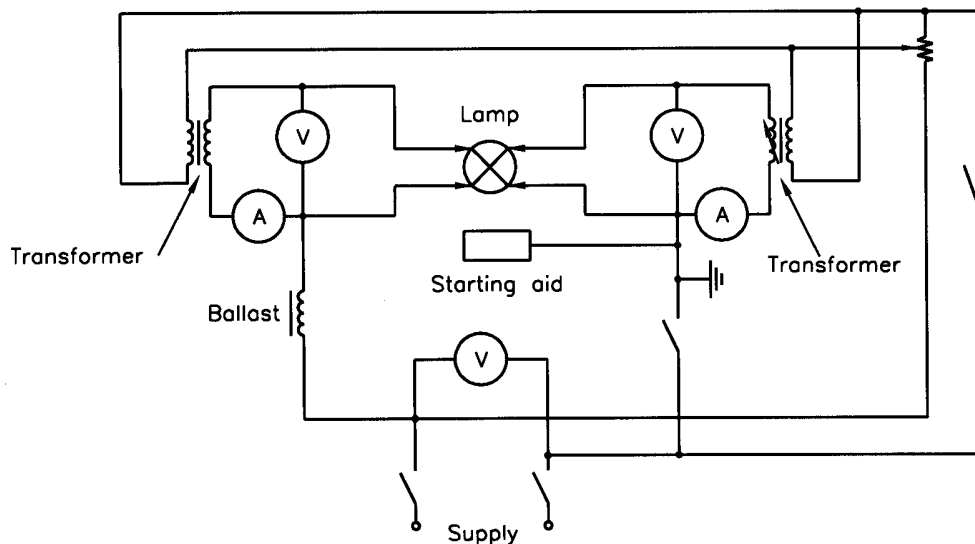 Lamp
V
V
A
A
Transformer
Transformer
Starting aid
Ballast
V
Supply